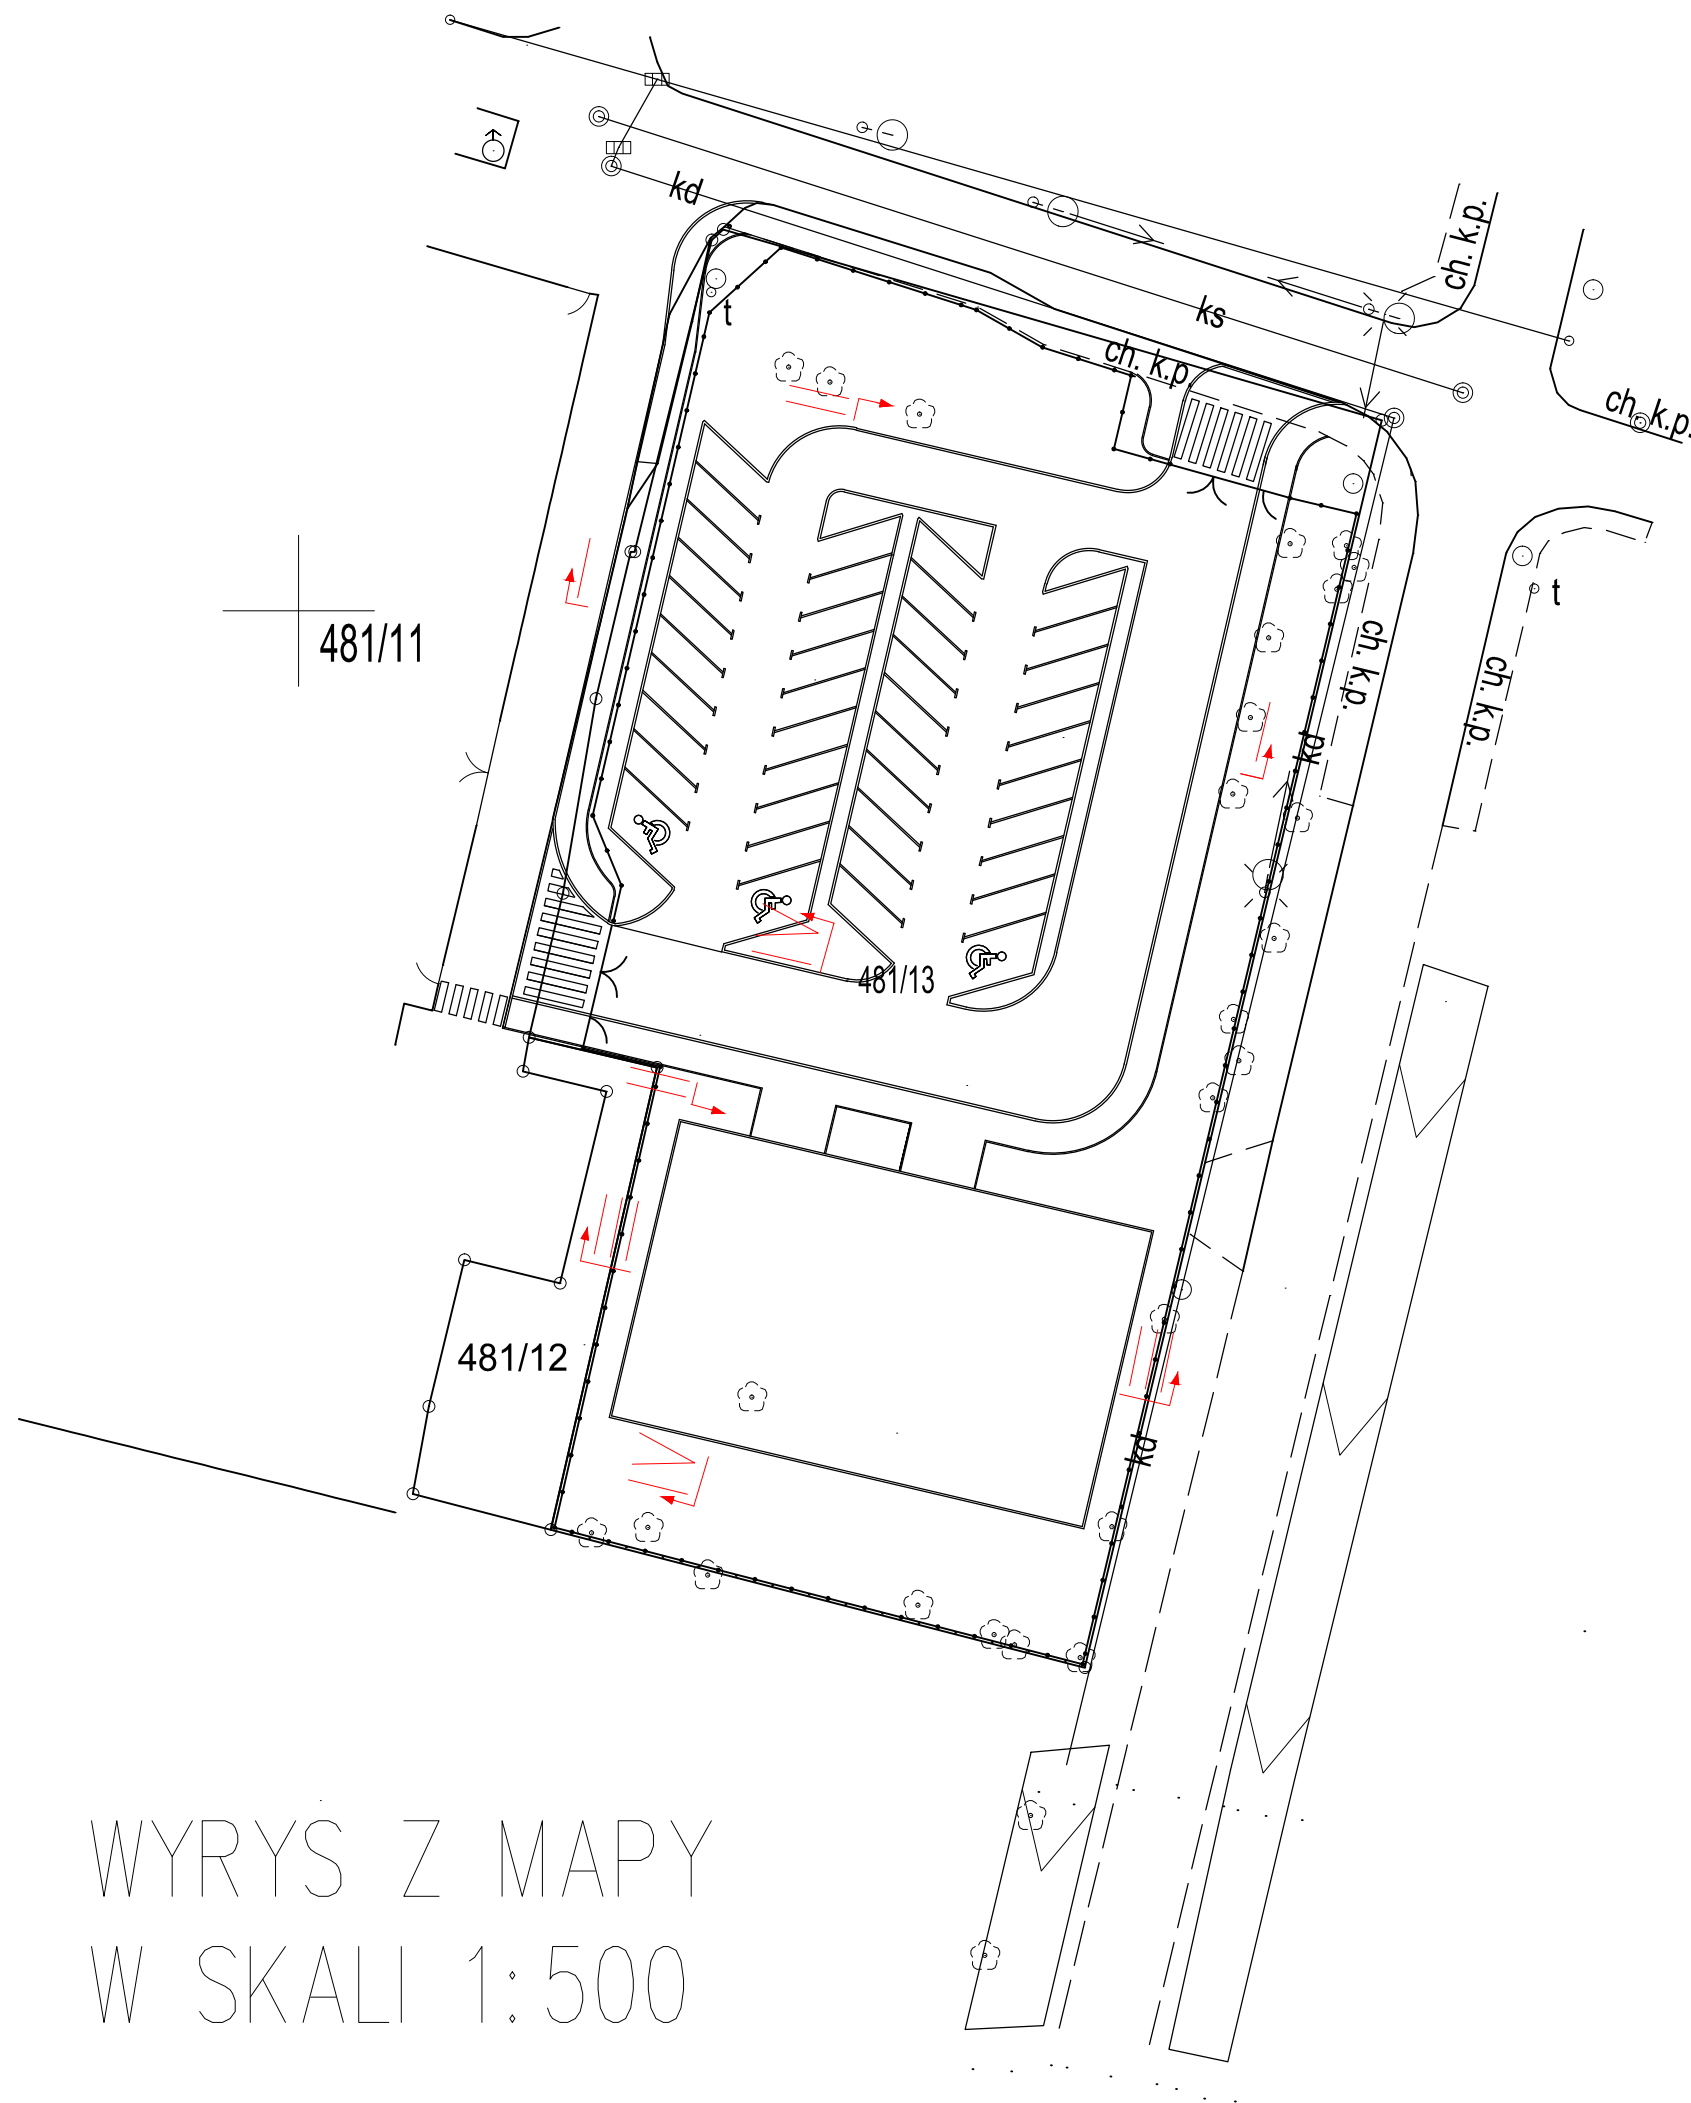 kd
ch. k.p.
ks
t
ch. k.p.
ch. k.p.
t
481/11
ch. k.p.
ch. k.p.
kd
481/13
481/12
kd
WYRYS Z MAPY
W SKALI 1:500